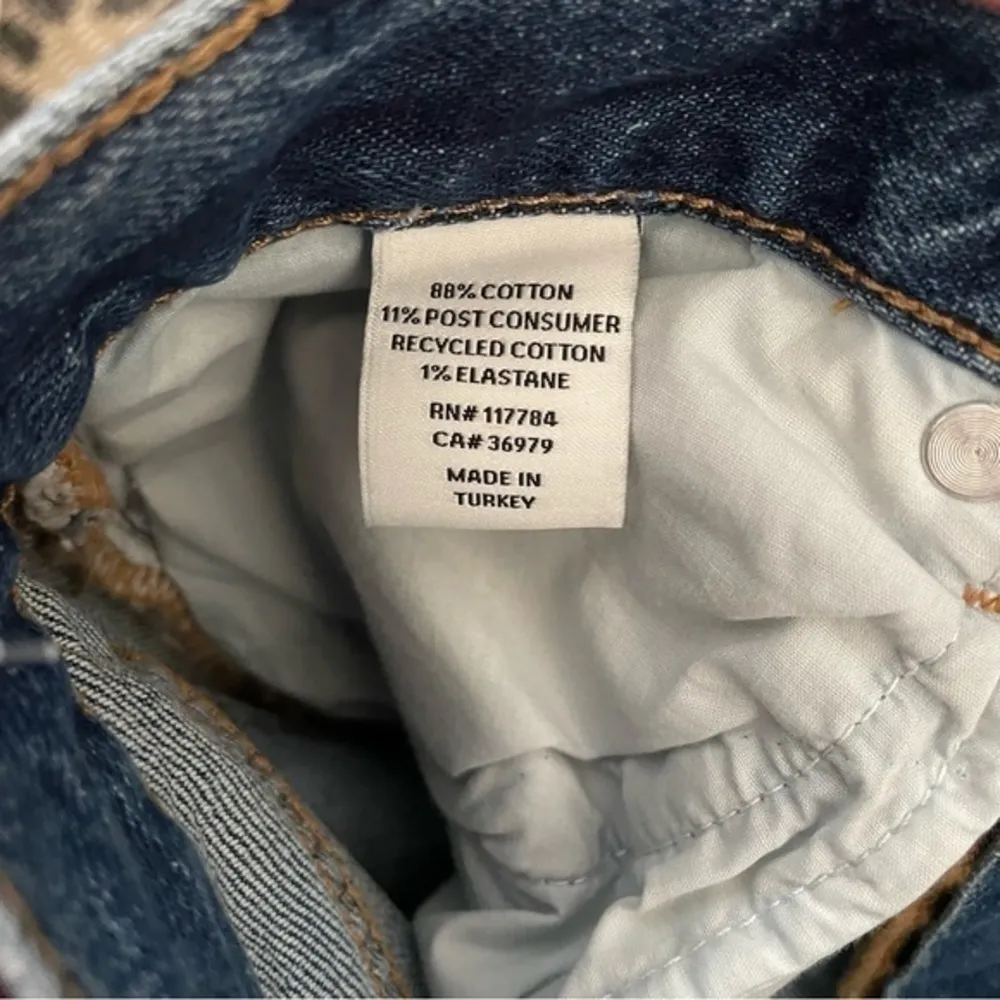 88% COTTON
11% POST CONSUMER
RECYCLED COTTON
1% ELASTANE
RN# 117784
CA# 36979
MADE IN
TURKEY